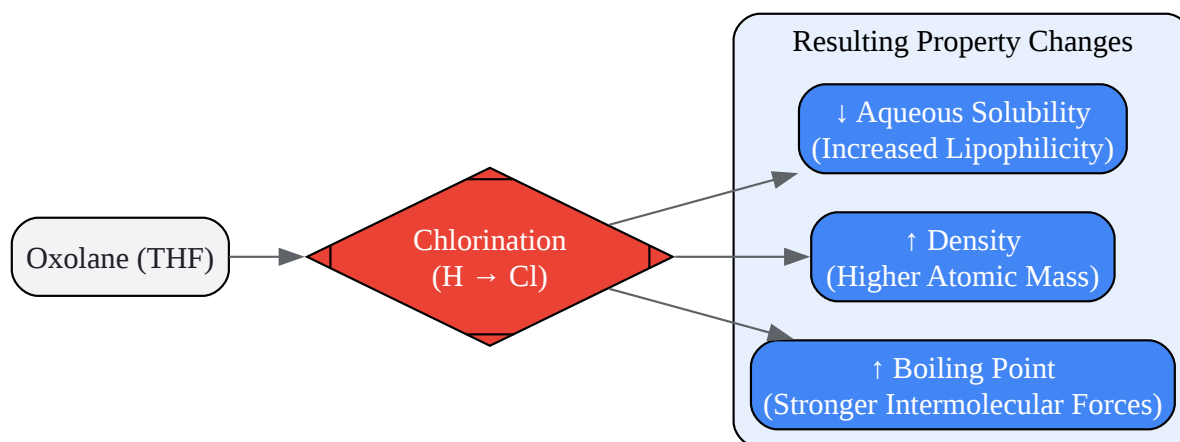 Resulting Property Changes
↓ Aqueous Solubility
(Increased Lipophilicity)
Oxolane (THF)
Chlorination
(H → Cl)
↑ Density
(Higher Atomic Mass)
↑ Boiling Point
(Stronger Intermolecular Forces)